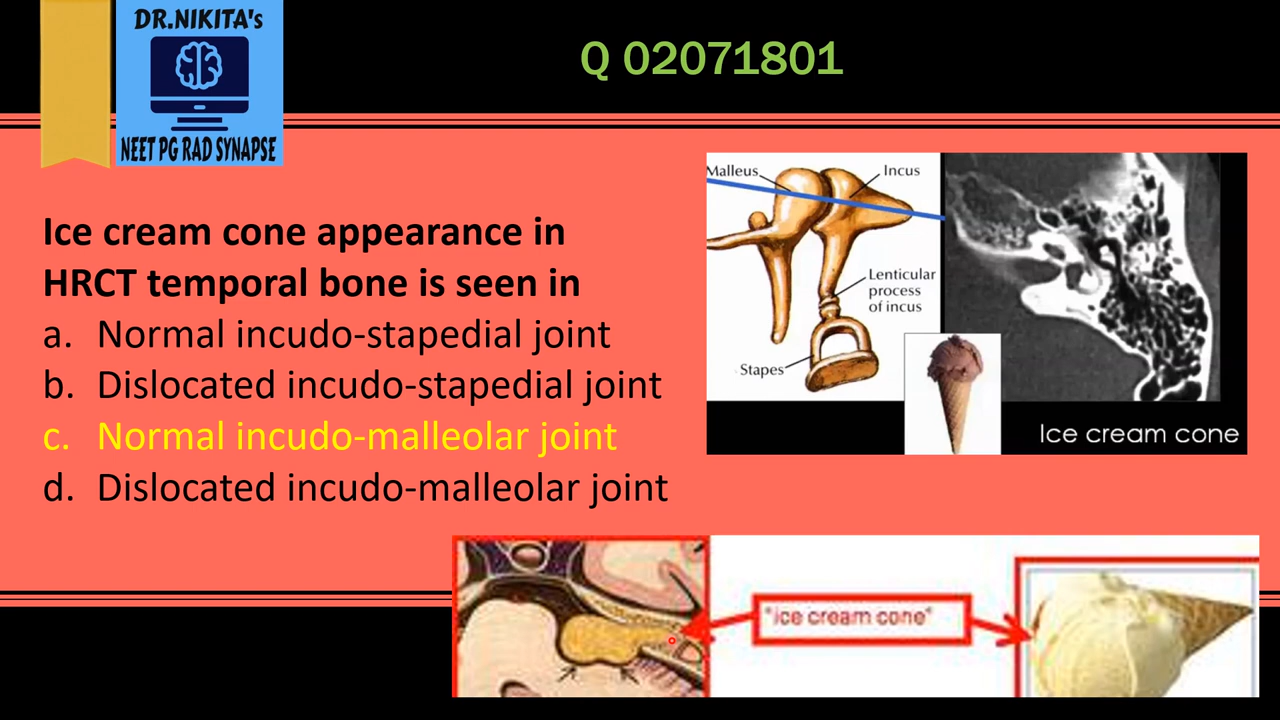 DR.NIKITA's
NEET PG RAD SYNAPSE
Q 02071801
Ice cream cone appearance in
HRCT temporal bone is seen in
a. Normal incudo-stapedial joint
b. Dislocated incudo-stapedial joint
c. Normal incudo-malleolar joint
d. Dislocated incudo-malleolar joint
Malleus
Incus
Lenticular
process
of incus
Stapes
Ice cream cone
"ice cream cone"